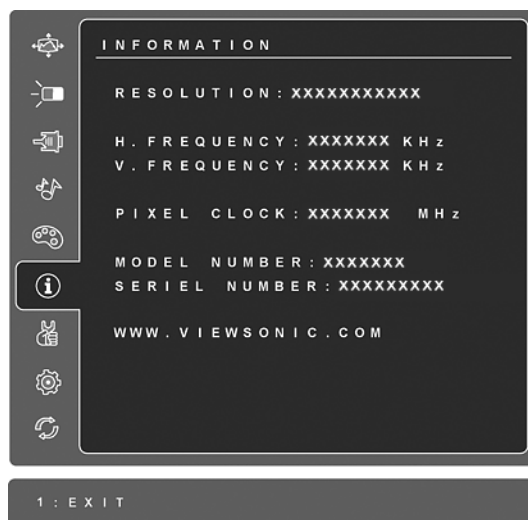 INFORMATION
RESOLUTION: XXXXXXXXXXX
H. FREQUENCY: XXXXXXX KHz
V. FREQUENCY: XXXXXXX KHz
PIXEL CLOCK: XXXXXXX MHz
MODEL NUMBER: XXXXXXX
SERIEL NUMBER: XXXXXXXXX
WWW.VIEWSONIC.COM
1: EXIT